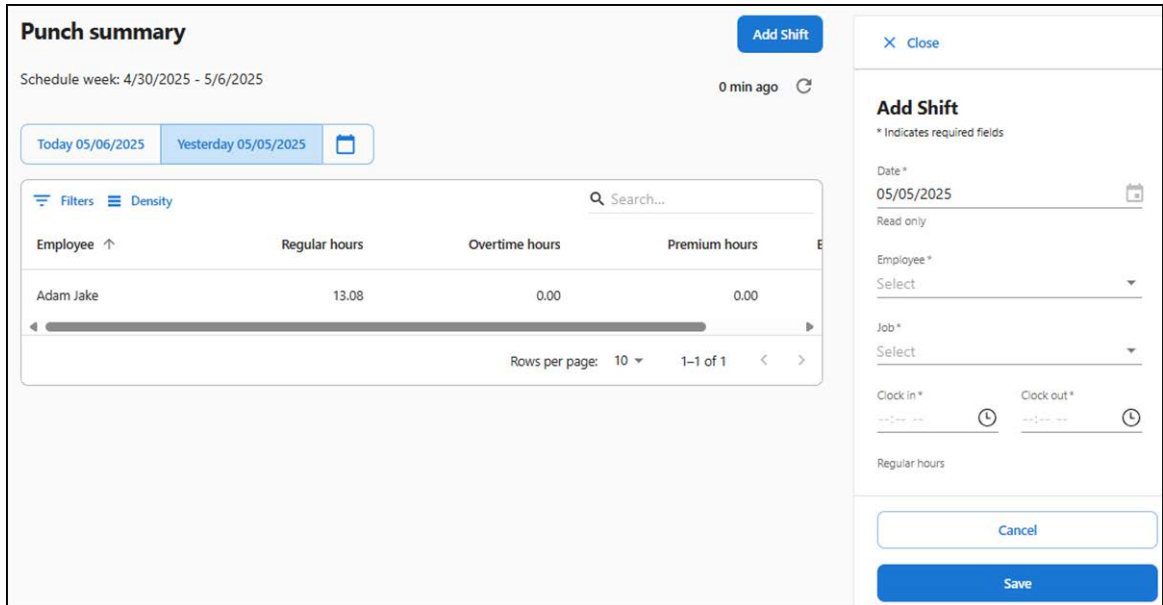 Punch summary
Add Shift
Schedule week: 4/30/2025 - 5/6/2025
0 min ago
Today 05/06/2025 Yesterday 05/05/2025
Filters Density Search...
Employee Regular hours Overtime hours Premium hours
Adam Jake 13.08 0.00 0.00
Rows per page: 10 1–1 of 1
Close
Add Shift
* Indicates required fields
Date *
05/05/2025
Read only
Employee *
Select
Job *
Select
Clock in * Clock out *
--:-- -- --:-- --
Regular hours
Cancel
Save